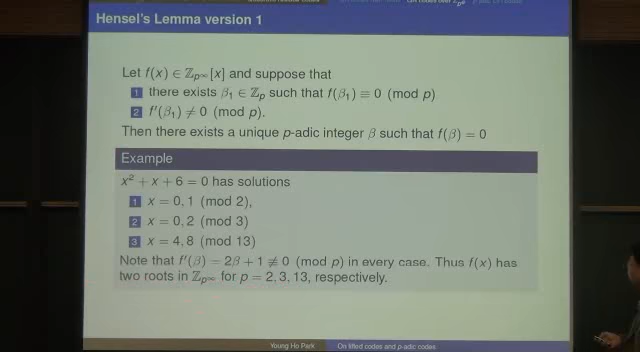 Hensel's Lemma version 1
Let f(x) ∈ ℤp∞[x] and suppose that
1 there exists β1 ∈ ℤp such that f(β1) ≡ 0 (mod p)
2 f′(β1) ≢ 0 (mod p).
Then there exists a unique p-adic integer β such that f(β) = 0
Example
x² + x + 6 = 0 has solutions
1 x = 0, 1 (mod 2),
2 x = 0, 2 (mod 3)
3 x = 4, 8 (mod 13)
Note that f′(β) = 2β + 1 ≢ 0 (mod p) in every case. Thus f(x) has
two roots in ℤp∞ for p = 2, 3, 13, respectively.
Young Ho Park On lifted codes and p-adic codes